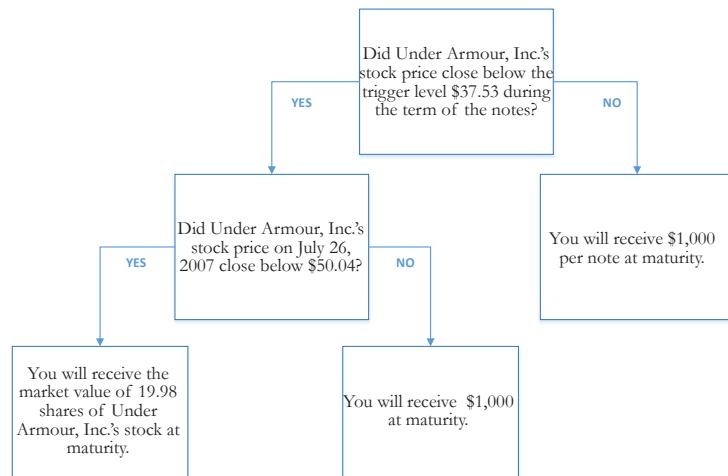 Did Under Armour, Inc.'s
stock price close below the
trigger level $37.53 during
the term of the notes?
YES
NO
Did Under Armour, Inc.'s
stock price on July 26,
2007 close below $50.04?
You will receive $1,000
per note at maturity.
YES
NO
You will receive the
market value of 19.98
shares of Under
Armour, Inc.'s stock at
maturity.
You will receive $1,000
at maturity.